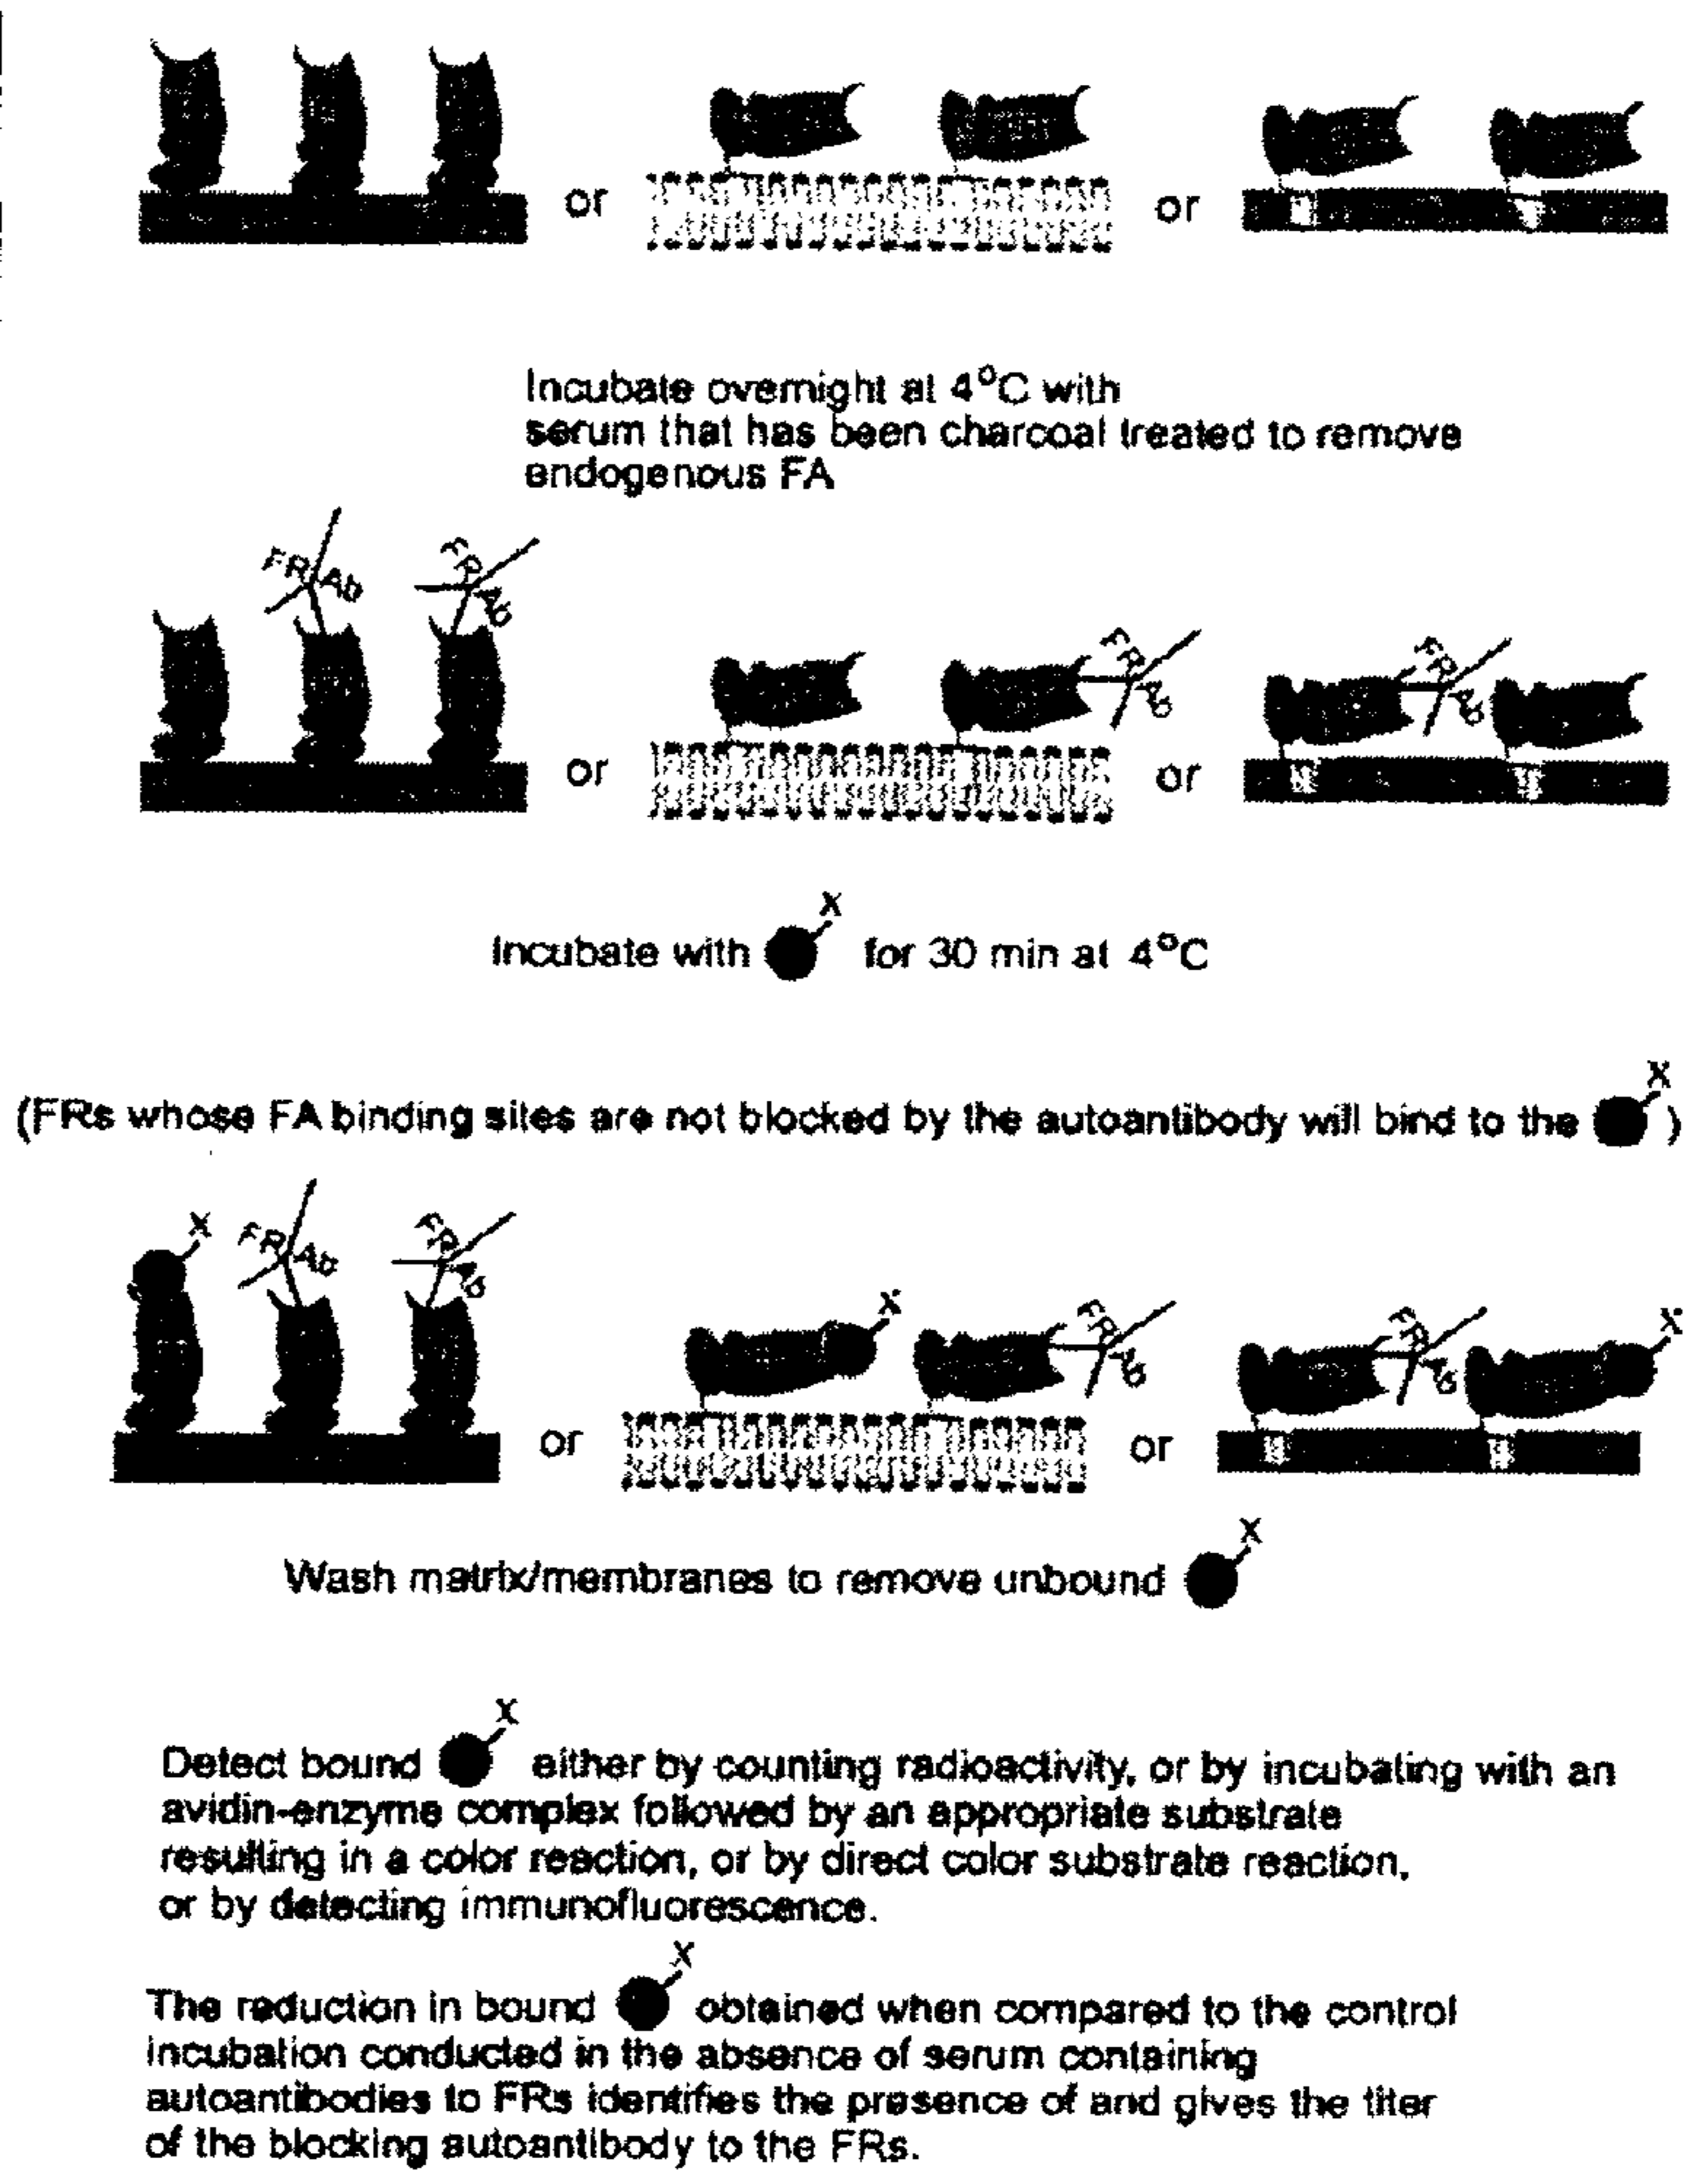 or or
Incubate overnight at 4°C with
serum that has been charcoal treated to remove
endogenous FA
FR Ab FR Ab
FR Ab FR Ab
or or
X
Incubate with for 30 min at 4°C
X
(FRs whose FA binding sites are not blocked by the autoantibody will bind to the )
X FR Ab FR Ab
X FR Ab FR Ab X
or or
X
Wash matrix/membranes to remove unbound
X
Detect bound either by counting radioactivity, or by incubating with an
avidin-enzyme complex followed by an appropriate substrate
resulting in a color reaction, or by direct color substrate reaction,
or by detecting immunofluorescence.
X
The reduction in bound obtained when compared to the control
incubation conducted in the absence of serum containing
autoantibodies to FRs identifies the presence of and gives the titer
of the blocking autoantibody to the FRs.